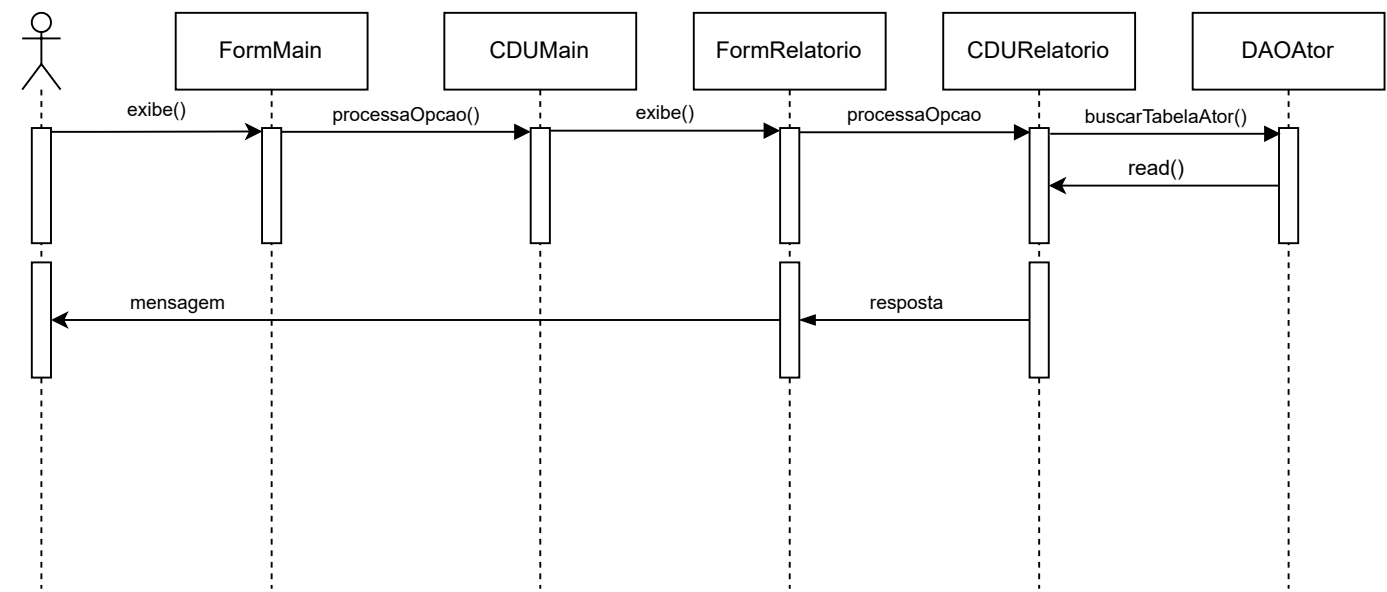 FormMain
CDUMain
FormRelatorio
CDURelatorio
DAOAtor
exibe()
processaOpcao()
exibe()
processaOpcao
buscarTabelaAtor()
read()
mensagem
resposta